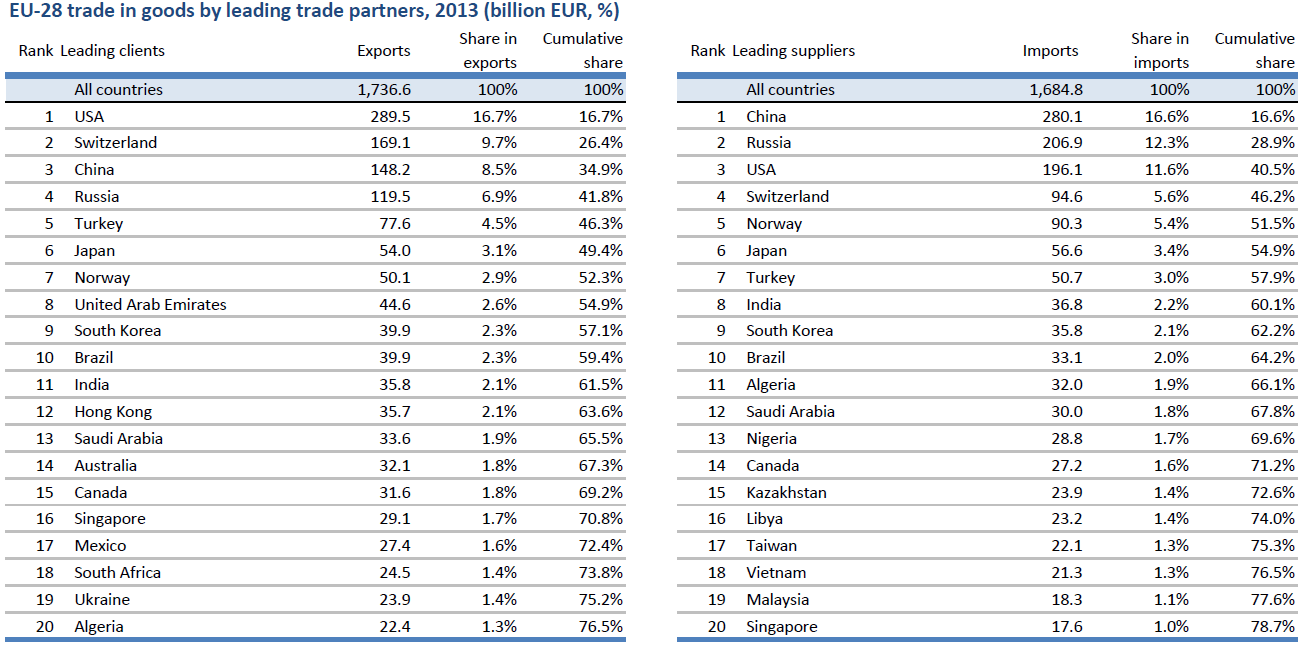 EU-28 trade in goods by leading trade partners, 2013 (billion EUR, %)
Rank Leading clients Exports Share in exports Cumulative share
All countries 1,736.6 100% 100%
1 USA 289.5 16.7% 16.7%
2 Switzerland 169.1 9.7% 26.4%
3 China 148.2 8.5% 34.9%
4 Russia 119.5 6.9% 41.8%
5 Turkey 77.6 4.5% 46.3%
6 Japan 54.0 3.1% 49.4%
7 Norway 50.1 2.9% 52.3%
8 United Arab Emirates 44.6 2.6% 54.9%
9 South Korea 39.9 2.3% 57.1%
10 Brazil 39.9 2.3% 59.4%
11 India 35.8 2.1% 61.5%
12 Hong Kong 35.7 2.1% 63.6%
13 Saudi Arabia 33.6 1.9% 65.5%
14 Australia 32.1 1.8% 67.3%
15 Canada 31.6 1.8% 69.2%
16 Singapore 29.1 1.7% 70.8%
17 Mexico 27.4 1.6% 72.4%
18 South Africa 24.5 1.4% 73.8%
19 Ukraine 23.9 1.4% 75.2%
20 Algeria 22.4 1.3% 76.5%
Rank Leading suppliers Imports Share in imports Cumulative share
All countries 1,684.8 100% 100%
1 China 280.1 16.6% 16.6%
2 Russia 206.9 12.3% 28.9%
3 USA 196.1 11.6% 40.5%
4 Switzerland 94.6 5.6% 46.2%
5 Norway 90.3 5.4% 51.5%
6 Japan 56.6 3.4% 54.9%
7 Turkey 50.7 3.0% 57.9%
8 India 36.8 2.2% 60.1%
9 South Korea 35.8 2.1% 62.2%
10 Brazil 33.1 2.0% 64.2%
11 Algeria 32.0 1.9% 66.1%
12 Saudi Arabia 30.0 1.8% 67.8%
13 Nigeria 28.8 1.7% 69.6%
14 Canada 27.2 1.6% 71.2%
15 Kazakhstan 23.9 1.4% 72.6%
16 Libya 23.2 1.4% 74.0%
17 Taiwan 22.1 1.3% 75.3%
18 Vietnam 21.3 1.3% 76.5%
19 Malaysia 18.3 1.1% 77.6%
20 Singapore 17.6 1.0% 78.7%